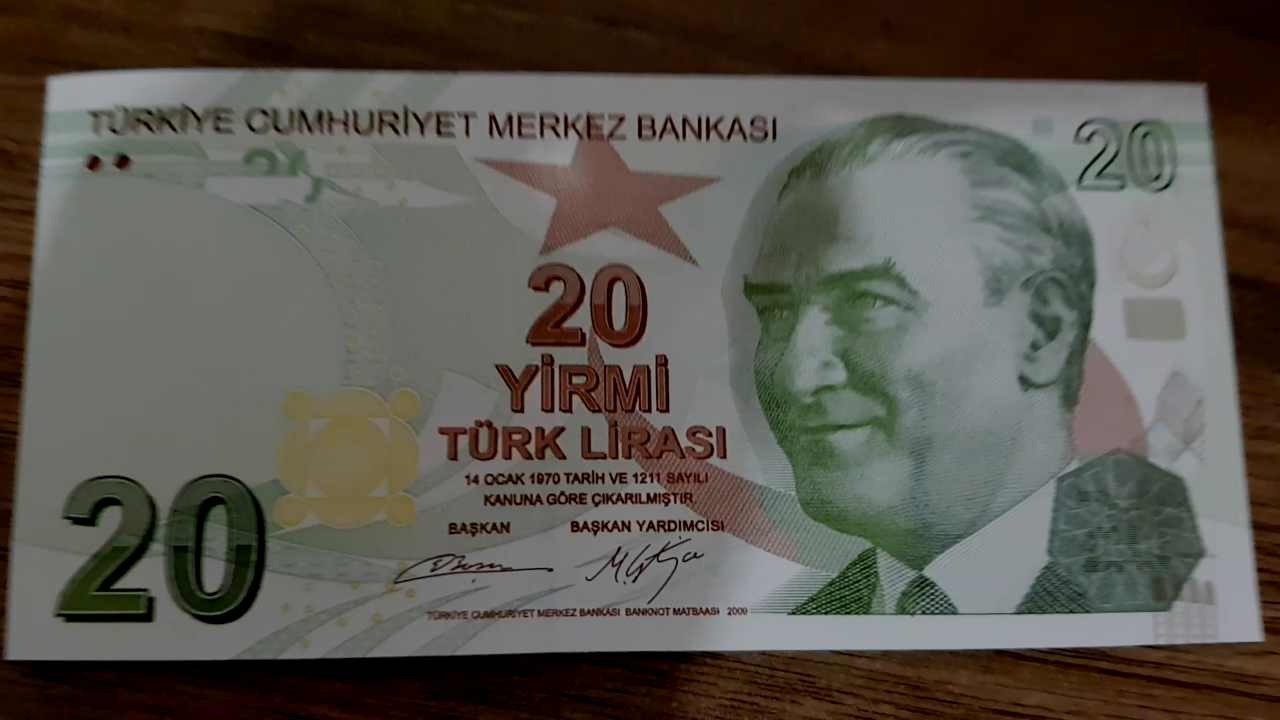 TÜRKİYE CUMHURİYET MERKEZ BANKASI
20
20
YİRMİ
TÜRK LİRASI
14 OCAK 1970 TARİH VE 1211 SAYILI
KANUNA GÖRE ÇIKARILMIŞTIR.
BAŞKAN BAŞKAN YARDIMCISI
20
TÜRKİYE CUMHURİYET MERKEZ BANKASI BANKNOT MATBAASI 2009